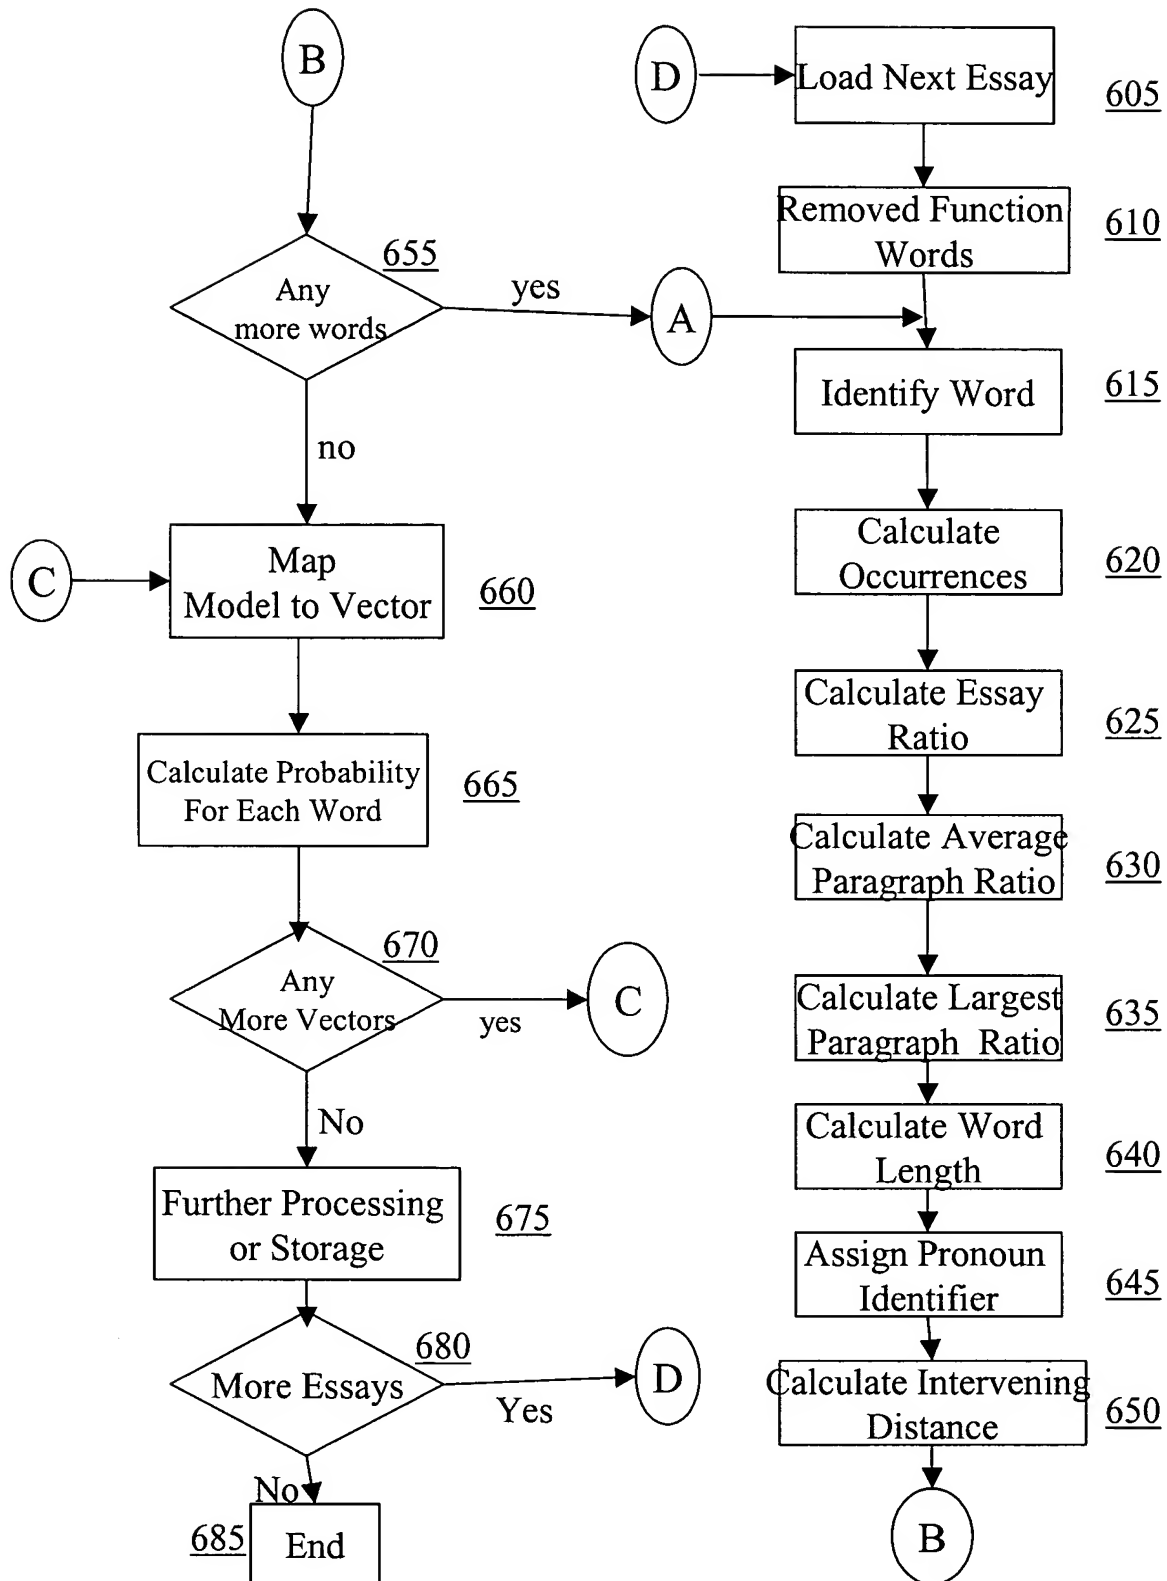 B
655
Any
more words
yes
A
no
C
Map
Model to Vector
660
Calculate Probability
For Each Word
665
670
Any
More Vectors
yes
C
No
Further Processing
or Storage
675
680
More Essays
Yes
D
No
685
End
D
Load Next Essay
605
Removed Function
Words
610
Identify Word
615
Calculate
Occurrences
620
Calculate Essay
Ratio
625
Calculate Average
Paragraph Ratio
630
Calculate Largest
Paragraph Ratio
635
Calculate Word
Length
640
Assign Pronoun
Identifier
645
Calculate Intervening
Distance
650
B